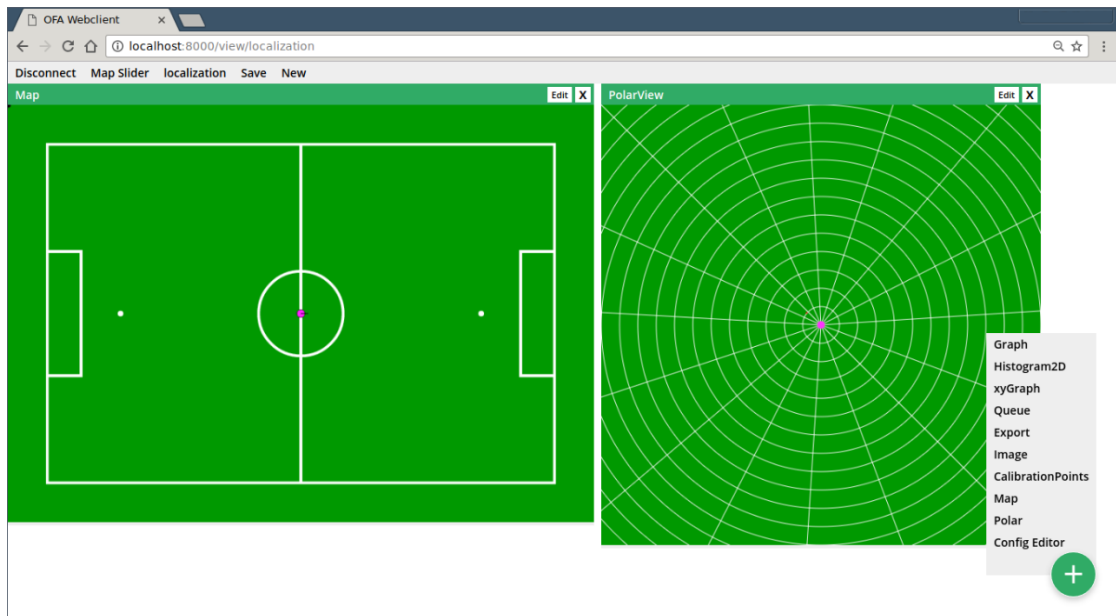 OFA Webclient
localhost:8000/view/localization
Disconnect Map Slider localization Save New
Map Edit X
PolarView Edit X
Graph
Histogram2D
xyGraph
Queue
Export
Image
CalibrationPoints
Map
Polar
Config Editor